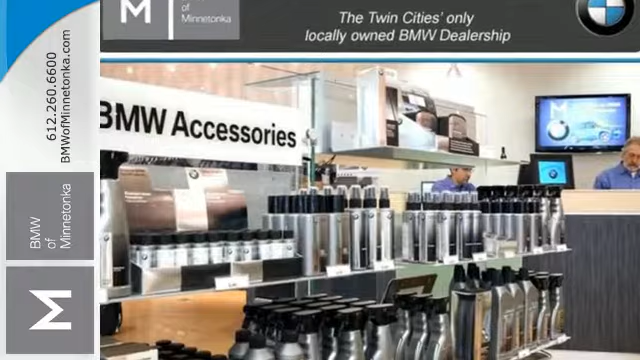 M
of
Minnetonka
The Twin Cities' only
locally owned BMW Dealership
612.260.6600
BMWofMinnetonka.com
BMW
of
Minnetonka
M
BMW Accessories
M